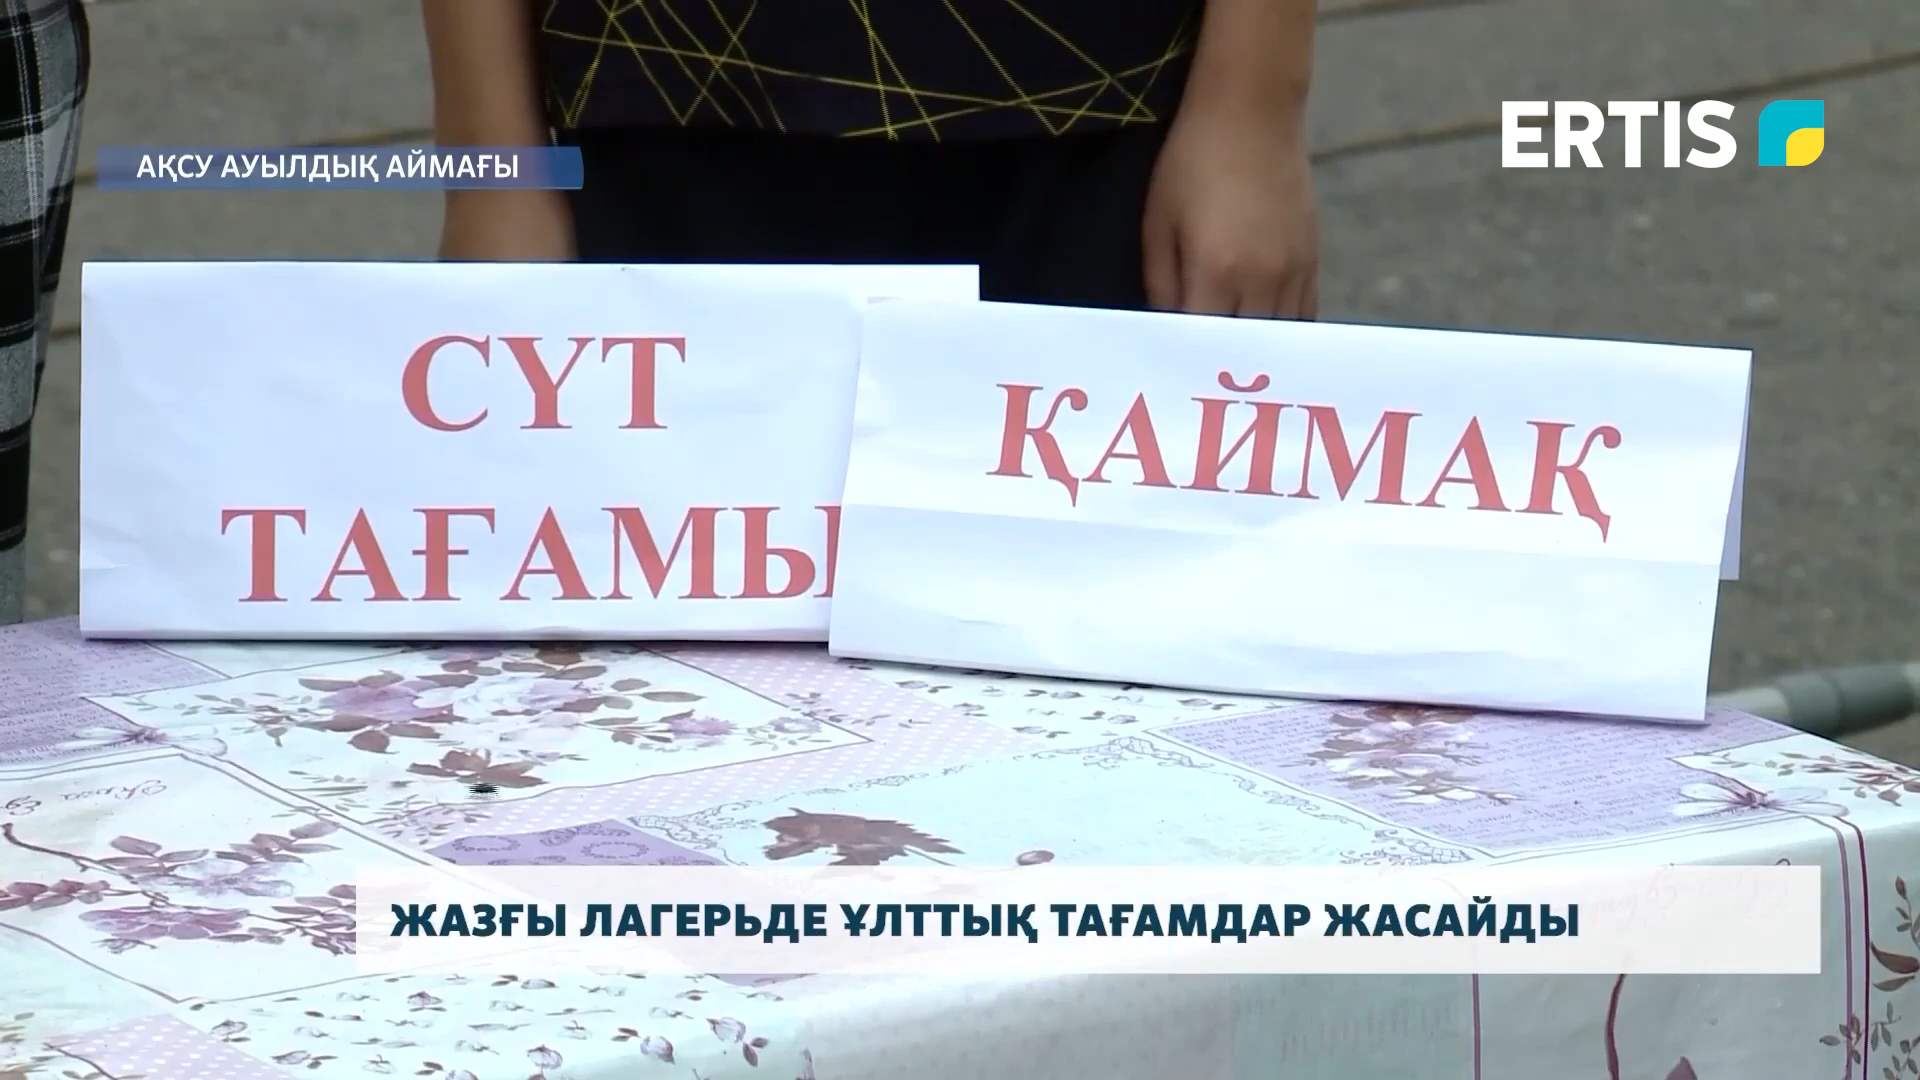 АҚСУ АУЫЛДЫҚ АЙМАҒЫ
ERTIS
СҮТ
ТАҒАМЫ
ҚАЙМАҚ
ЖАЗҒЫ ЛАГЕРЬДЕ ҰЛТТЫҚ ТАҒАМДАР ЖАСАЙДЫ